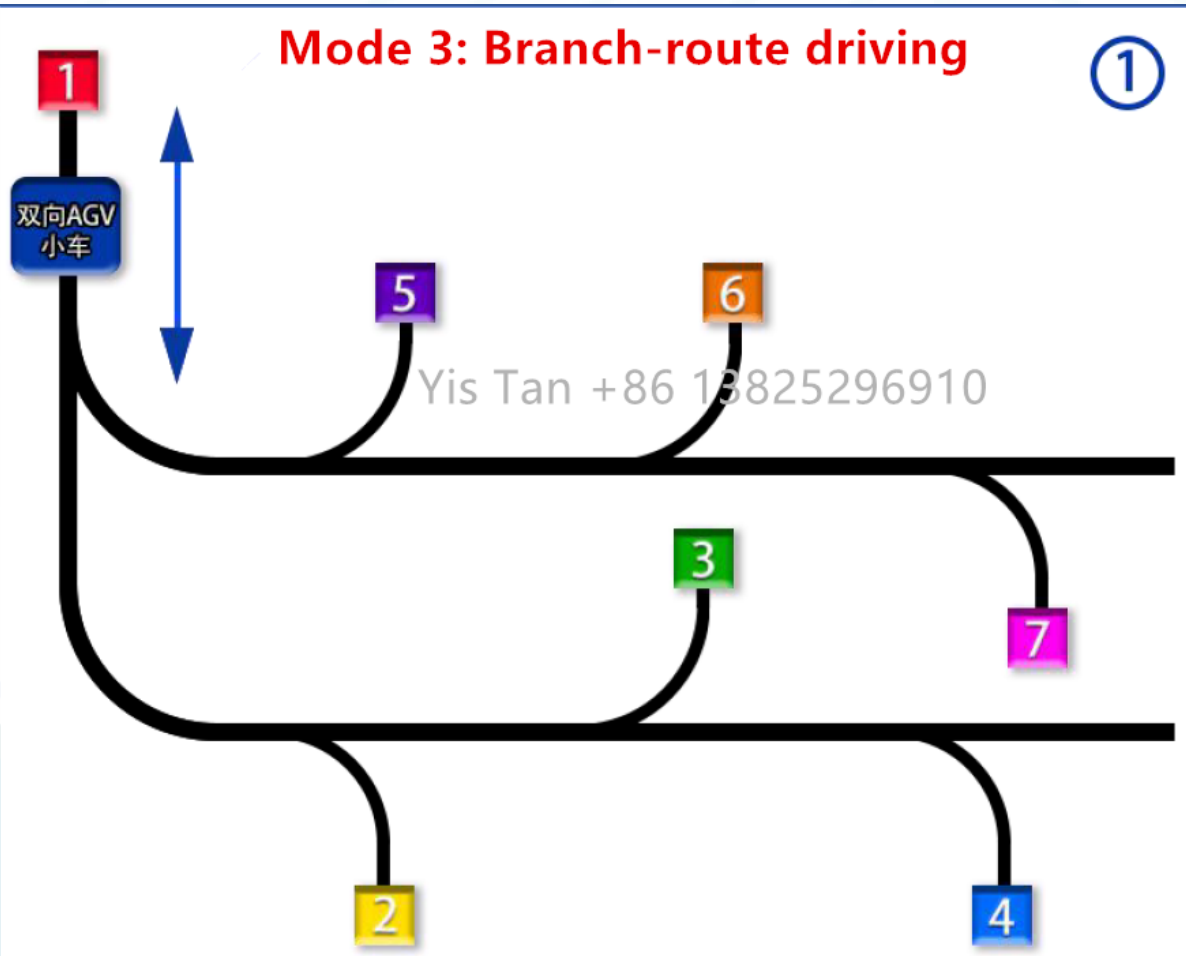 Mode 3: Branch-route driving
①
1
双向AGV
小车
5
6
Yis Tan +86 13825296910
3
7
2
4